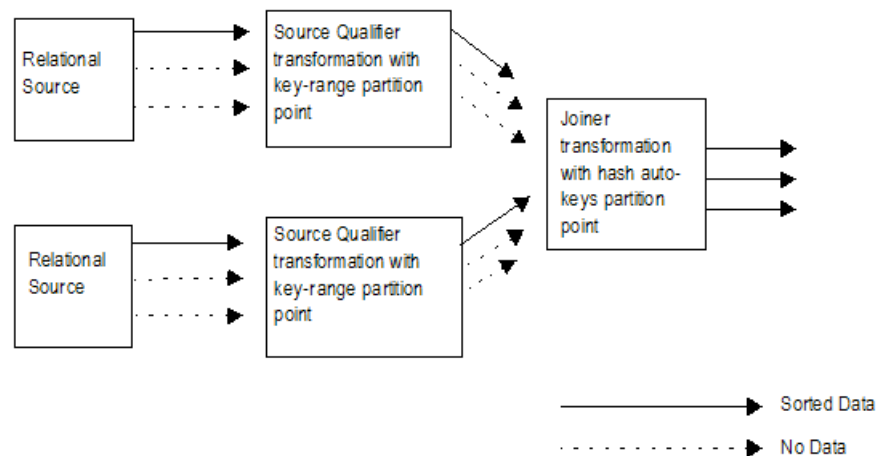 Relational
Source
Source Qualifier
transformation with
key-range partition
point
Joiner
transformation
with hash auto-
keys partition
point
Relational
Source
Source Qualifier
transformation with
key-range partition
point
Sorted Data
No Data